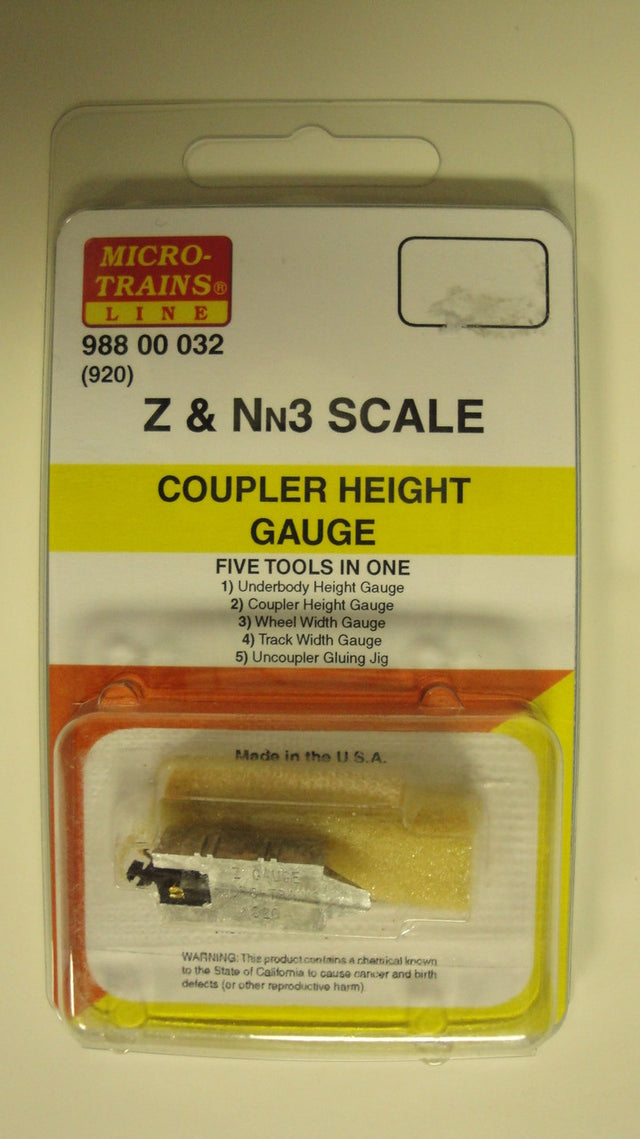 MICRO-
TRAINS®
LINE
988 00 032
(920)
Z & NN3 SCALE
COUPLER HEIGHT
GAUGE
FIVE TOOLS IN ONE
1) Underbody Height Gauge
2) Coupler Height Gauge
3) Wheel Width Gauge
4) Track Width Gauge
5) Uncoupler Gluing Jig
Made in the U.S.A.
Z GAUGE
WARNING: This product contains a chemical known
to the State of California to cause cancer and birth
defects (or other reproductive harm).